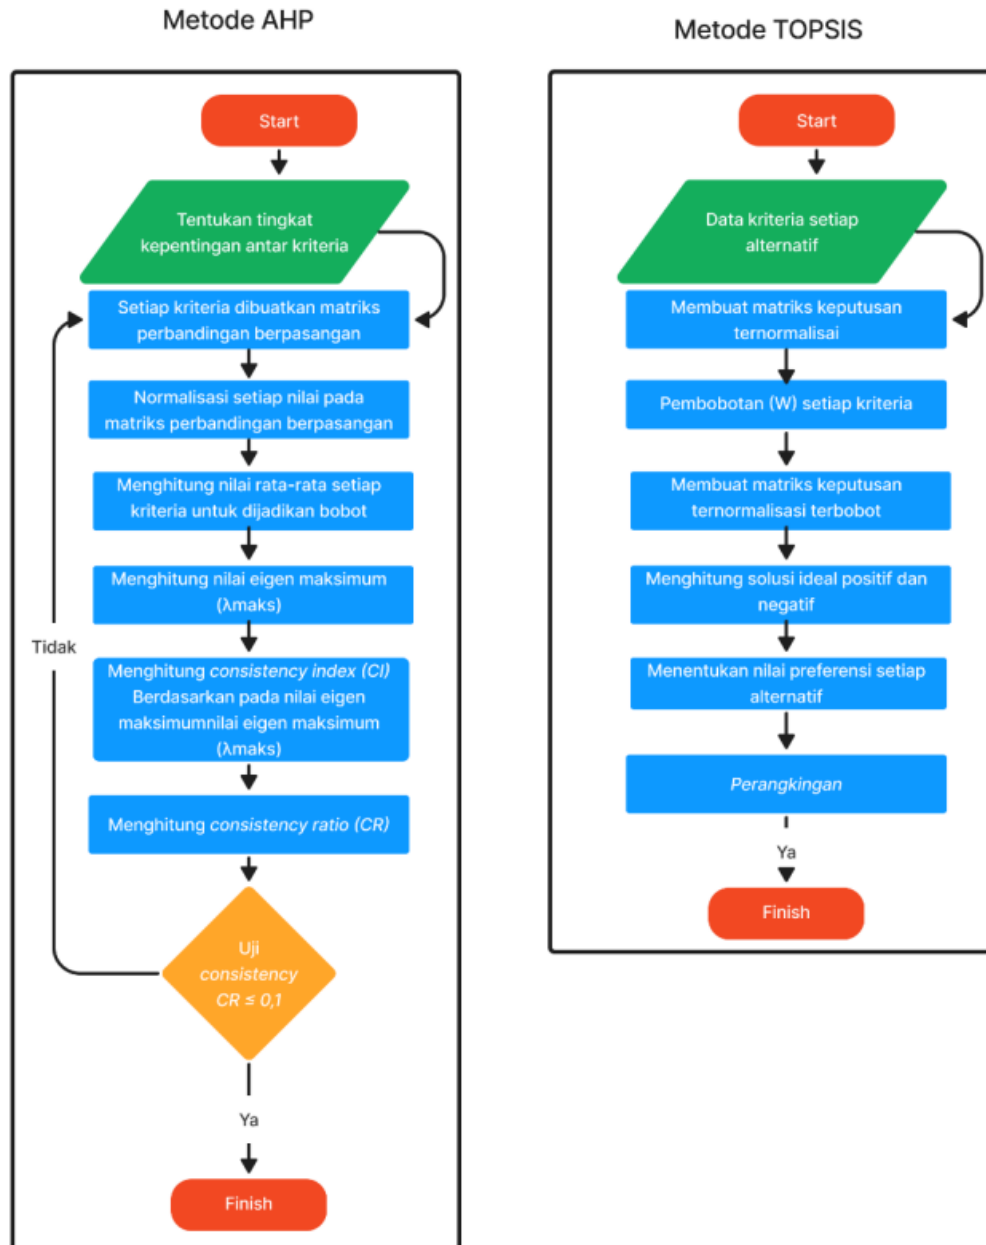 Metode AHP
Start
Tentukan tingkat
kepentingan antar kriteria
Setiap kriteria dibuatkan matriks
perbandingan berpasangan
Normalisasi setiap nilai pada
matriks perbandingan berpasangan
Menghitung nilai rata-rata setiap
kriteria untuk dijadikan bobot
Menghitung nilai eigen maksimum
(λmaks)
Tidak
Menghitung consistency index (CI)
Berdasarkan pada nilai eigen
maksimumnilai eigen maksimum
(λmaks)
Menghitung consistency ratio (CR)
Uji
consistency
CR ≤ 0,1
Ya
Finish
Metode TOPSIS
Start
Data kriteria setiap
alternatif
Membuat matriks keputusan
ternormalisai
Pembobotan (W) setiap kriteria
Membuat matriks keputusan
ternormalisasi terbobot
Menghitung solusi ideal positif dan
negatif
Menentukan nilai preferensi setiap
alternatif
Perangkingan
Ya
Finish